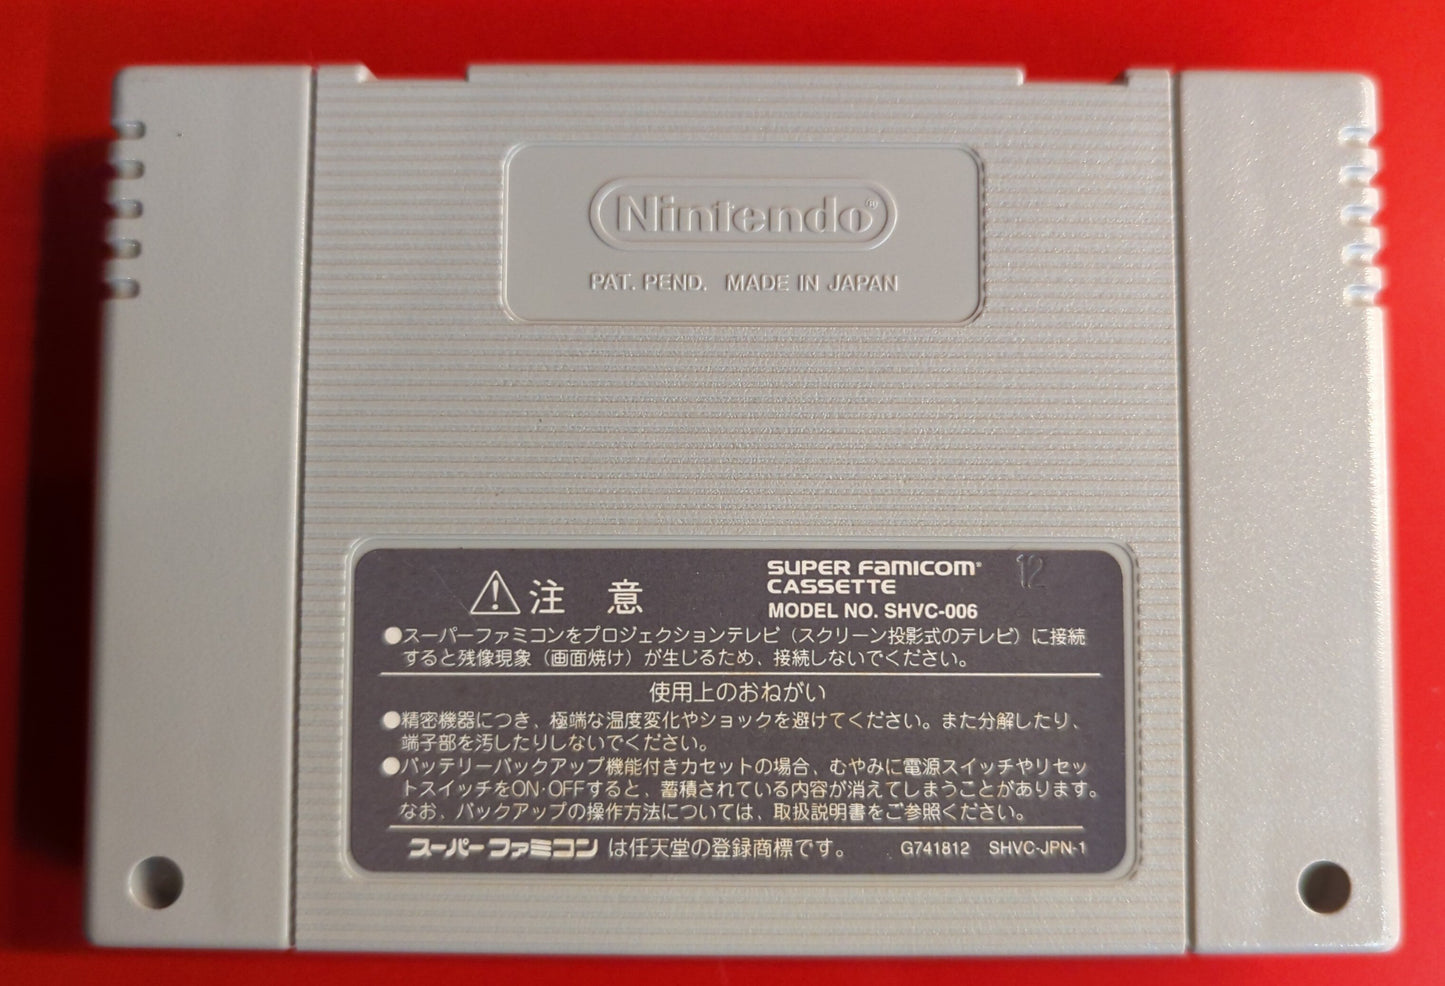 Nintendo®
PAT. PEND. MADE IN JAPAN
⚠注 意
SUPER FAMICOM®
CASSETTE
12
MODEL NO. SHVC-006
●スーパーファミコンをプロジェクションテレビ（スクリーン投影式のテレビ）に接続
すると残像現象（画面焼け）が生じるため、接続しないでください。
使用上のおねがい
●精密機器につき、極端な温度変化やショックを避けてください。また分解したり、
端子部を汚したりしないでください。
●バッテリーバックアップ機能付きカセットの場合、むやみに電源スイッチやリセッ
トスイッチをON·OFFすると、蓄積されている内容が消えてしまうことがあります。
なお、バックアップの操作方法については、取扱説明書をご参照ください。
スーパーファミコンは任天堂の登録商標です。 G741812 SHVC-JPN-1